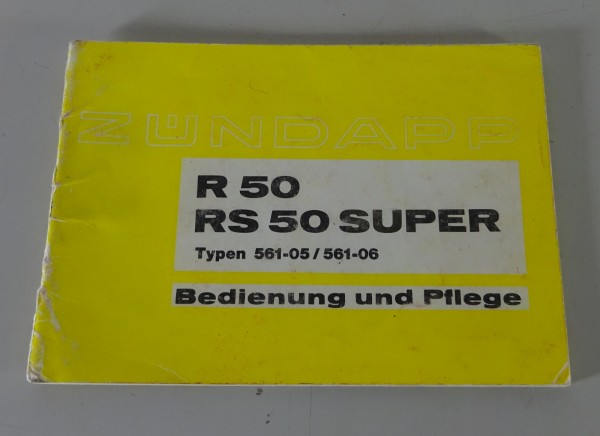 ZÜNDAPP
R 50
RS 50 SUPER
Typen 561-05 / 561-06
Bedienung und Pflege